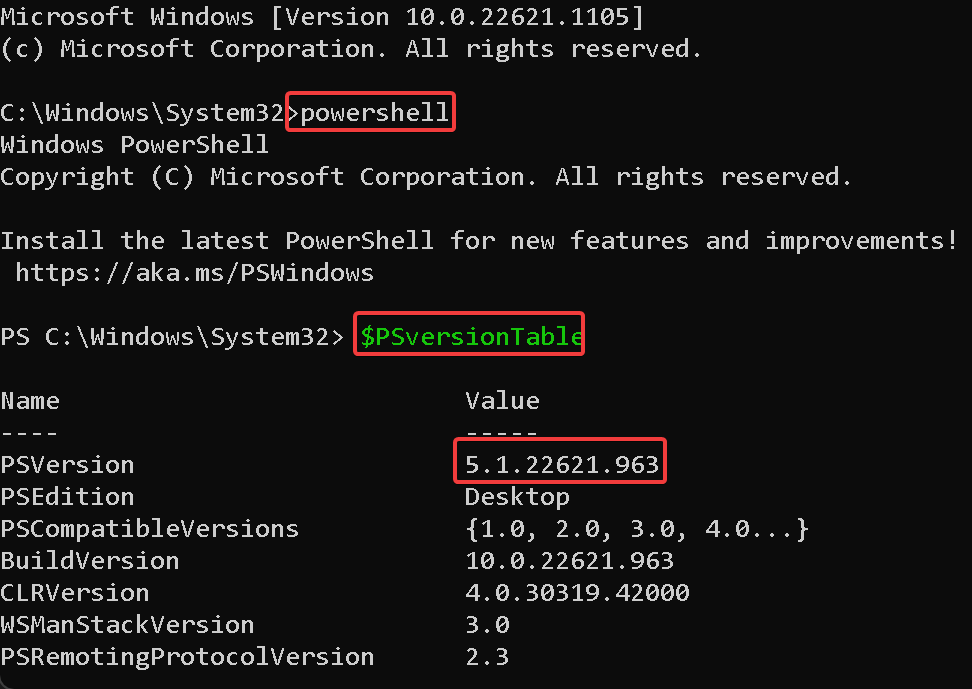 Microsoft Windows [Version 10.0.22621.1105]
(c) Microsoft Corporation. All rights reserved.
C:\Windows\System32>powershell
Windows PowerShell
Copyright (C) Microsoft Corporation. All rights reserved.
Install the latest PowerShell for new features and improvements!
https://aka.ms/PSWindows
PS C:\Windows\System32> $PSversionTable
Name                           Value
----                           -----
PSVersion                      5.1.22621.963
PSEdition                      Desktop
PSCompatibleVersions           {1.0, 2.0, 3.0, 4.0...}
BuildVersion                   10.0.22621.963
CLRVersion                     4.0.30319.42000
WSManStackVersion              3.0
PSRemotingProtocolVersion      2.3